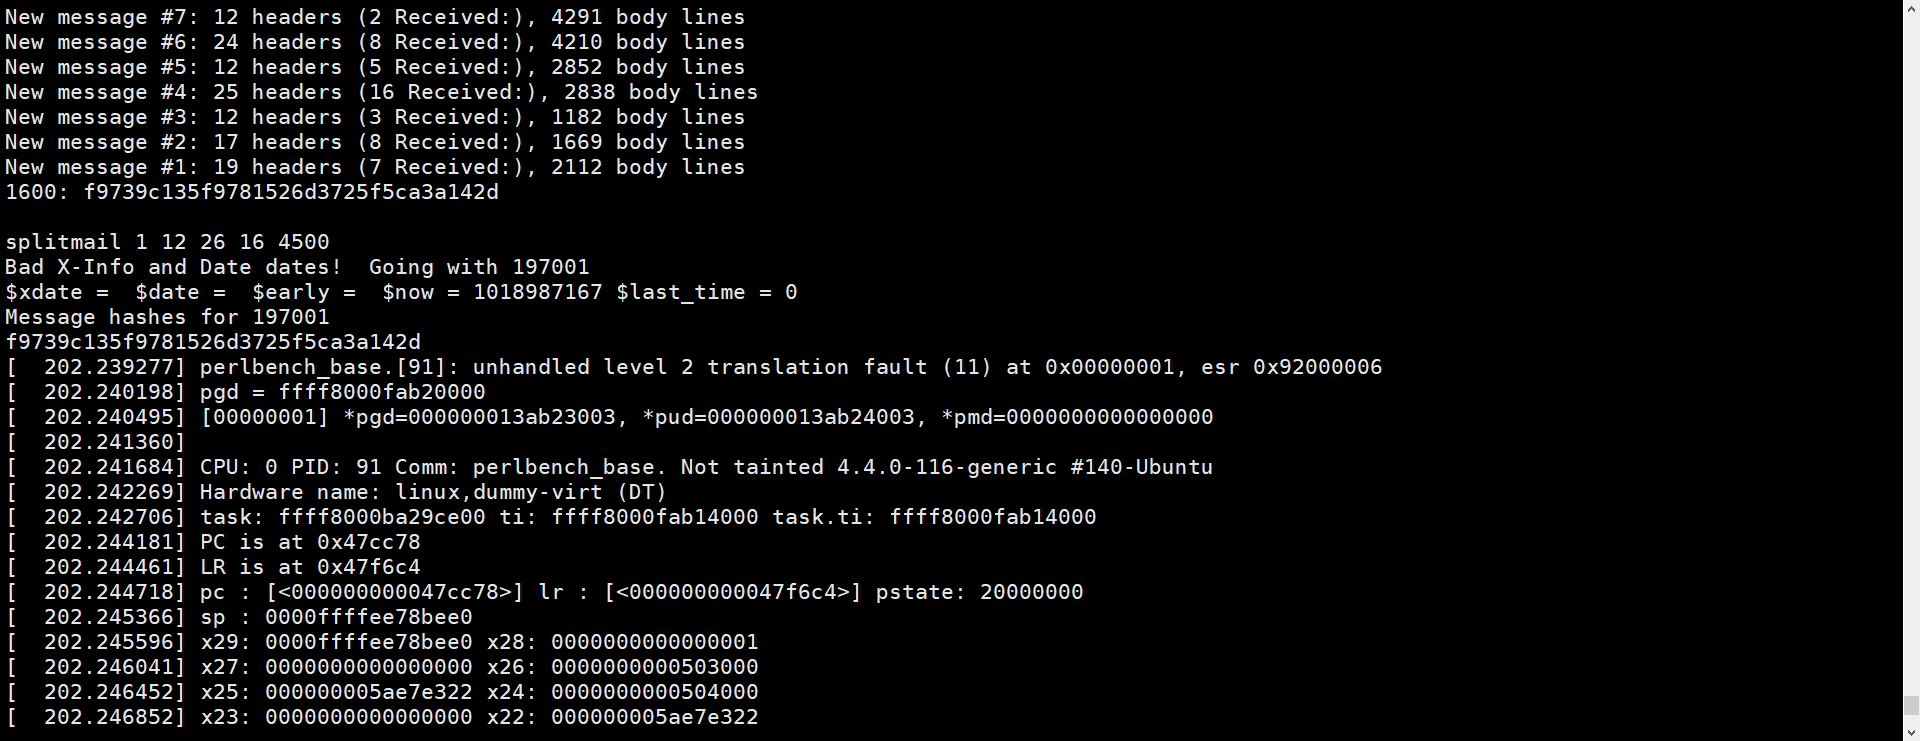 New message #7: 12 headers (2 Received:), 4291 body lines
New message #6: 24 headers (8 Received:), 4210 body lines
New message #5: 12 headers (5 Received:), 2852 body lines
New message #4: 25 headers (16 Received:), 2838 body lines
New message #3: 12 headers (3 Received:), 1182 body lines
New message #2: 17 headers (8 Received:), 1669 body lines
New message #1: 19 headers (7 Received:), 2112 body lines
1600: f9739c135f9781526d3725f5ca3a142d
splitmail 1 12 26 16 4500
Bad X-Info and Date dates!  Going with 197001
$xdate =  $date =  $early =  $now = 1018987167 $last_time = 0
Message hashes for 197001
f9739c135f9781526d3725f5ca3a142d
[  202.239277] perlbench_base.[91]: unhandled level 2 translation fault (11) at 0x00000001, esr 0x92000006
[  202.240198] pgd = ffff8000fab20000
[  202.240495] [00000001] *pgd=000000013ab23003, *pud=000000013ab24003, *pmd=0000000000000000
[  202.241360]
[  202.241684] CPU: 0 PID: 91 Comm: perlbench_base. Not tainted 4.4.0-116-generic #140-Ubuntu
[  202.242269] Hardware name: linux,dummy-virt (DT)
[  202.242706] task: ffff8000ba29ce00 ti: ffff8000fab14000 task.ti: ffff8000fab14000
[  202.244181] PC is at 0x47cc78
[  202.244461] LR is at 0x47f6c4
[  202.244718] pc : [<000000000047cc78>] lr : [<000000000047f6c4>] pstate: 20000000
[  202.245366] sp : 0000ffffee78bee0
[  202.245596] x29: 0000ffffee78bee0 x28: 0000000000000001
[  202.246041] x27: 0000000000000000 x26: 0000000000503000
[  202.246452] x25: 000000005ae7e322 x24: 0000000000504000
[  202.246852] x23: 0000000000000000 x22: 000000005ae7e322